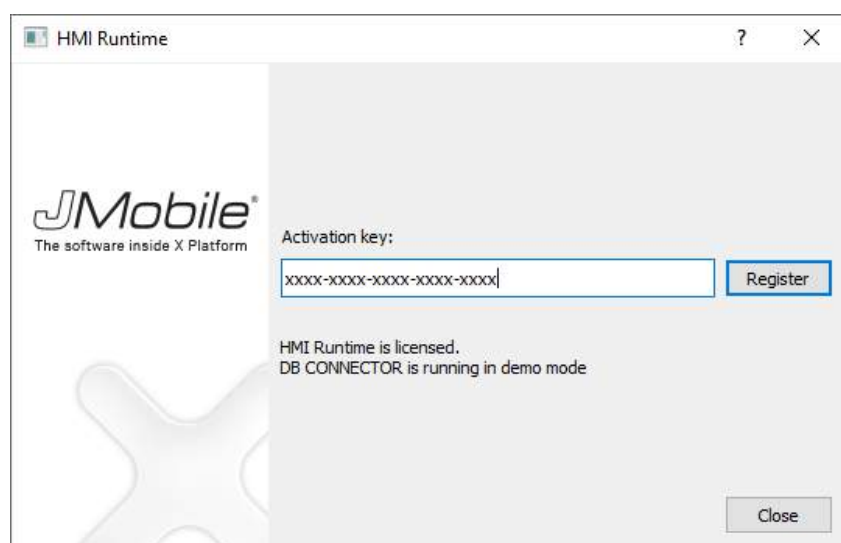 HMI Runtime
?
JMobile®
The software inside X Platform
Activation key:
xxxx-xxxx-xxxx-xxxx-xxxx
Register
HMI Runtime is licensed.
DB CONNECTOR is running in demo mode
Close